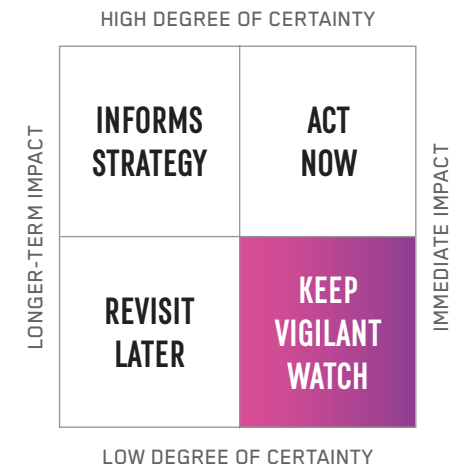 HIGH DEGREE OF CERTAINTY
LONGER-TERM IMPACT
INFORMS
STRATEGY
ACT
NOW
IMMEDIATE IMPACT
REVISIT
LATER
KEEP
VIGILANT
WATCH
LOW DEGREE OF CERTAINTY